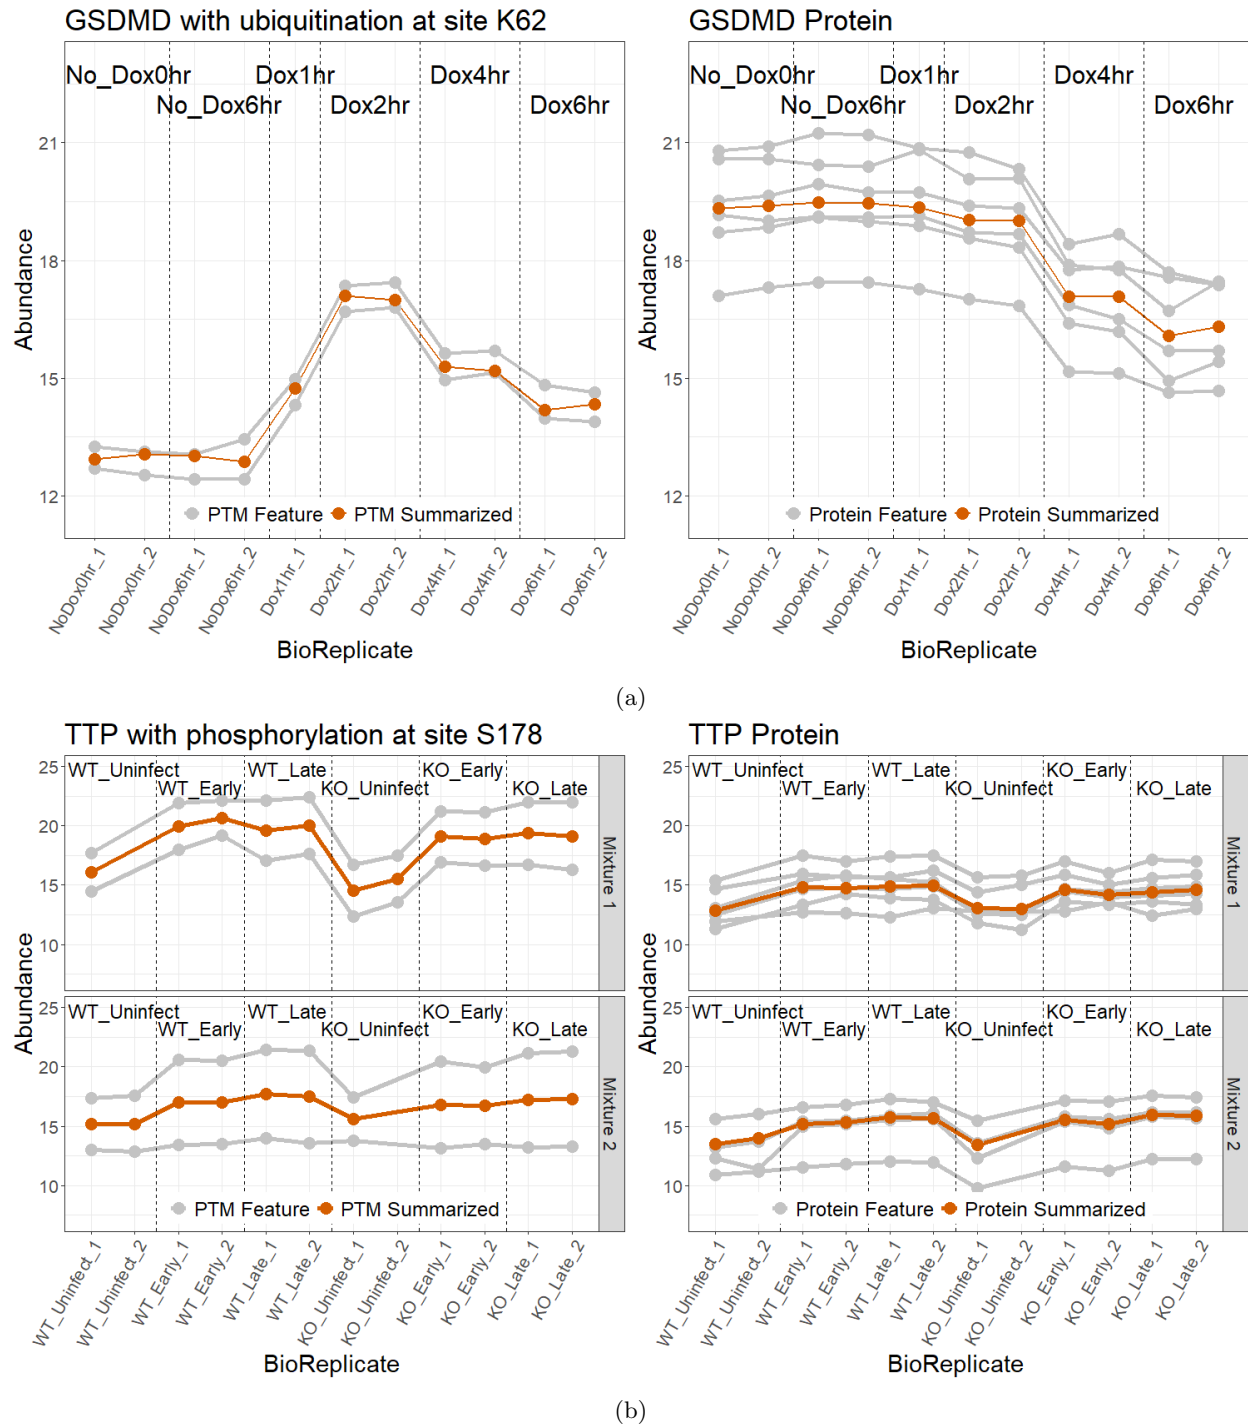 GSDMD with ubiquitination at site K62
No_Dox0hr
No_Dox6hr
Dox1hr
Dox2hr
Dox4hr
Dox6hr
21
18
15
12
Abundance
PTM Feature PTM Summarized
NoDox0hr_1
NoDox0hr_2
NoDox6hr_1
NoDox6hr_2
Dox1hr_1
Dox2hr_1
Dox2hr_2
Dox4hr_1
Dox4hr_2
Dox6hr_1
Dox6hr_2
BioReplicate
GSDMD Protein
No_Dox0hr
No_Dox6hr
Dox1hr
Dox2hr
Dox4hr
Dox6hr
21
18
15
12
Abundance
Protein Feature Protein Summarized
NoDox0hr_1
NoDox0hr_2
NoDox6hr_1
NoDox6hr_2
Dox1hr_1
Dox2hr_1
Dox2hr_2
Dox4hr_1
Dox4hr_2
Dox6hr_1
Dox6hr_2
BioReplicate
(a)
TTP with phosphorylation at site S178
WT_Uninfect
WT_Early
WT_Late
KO_Uninfect
KO_Early
KO_Late
25
20
15
10
Mixture 1
Abundance
WT_Uninfect
WT_Early
WT_Late
KO_Uninfect
KO_Early
KO_Late
25
20
15
10
Mixture 2
PTM Feature PTM Summarized
WT_Uninfect_1
WT_Uninfect_2
WT_Early_1
WT_Early_2
WT_Late_1
WT_Late_2
KO_Uninfect_1
KO_Uninfect_2
KO_Early_1
KO_Early_2
KO_Late_1
KO_Late_2
BioReplicate
TTP Protein
WT_Uninfect
WT_Early
WT_Late
KO_Uninfect
KO_Early
KO_Late
25
20
15
10
Mixture 1
Abundance
WT_Uninfect
WT_Early
WT_Late
KO_Uninfect
KO_Early
KO_Late
25
20
15
10
Mixture 2
Protein Feature Protein Summarized
WT_Uninfect_1
WT_Uninfect_2
WT_Early_1
WT_Early_2
WT_Late_1
WT_Late_2
KO_Uninfect_1
KO_Uninfect_2
KO_Early_1
KO_Early_2
KO_Late_1
KO_Late_2
BioReplicate
(b)